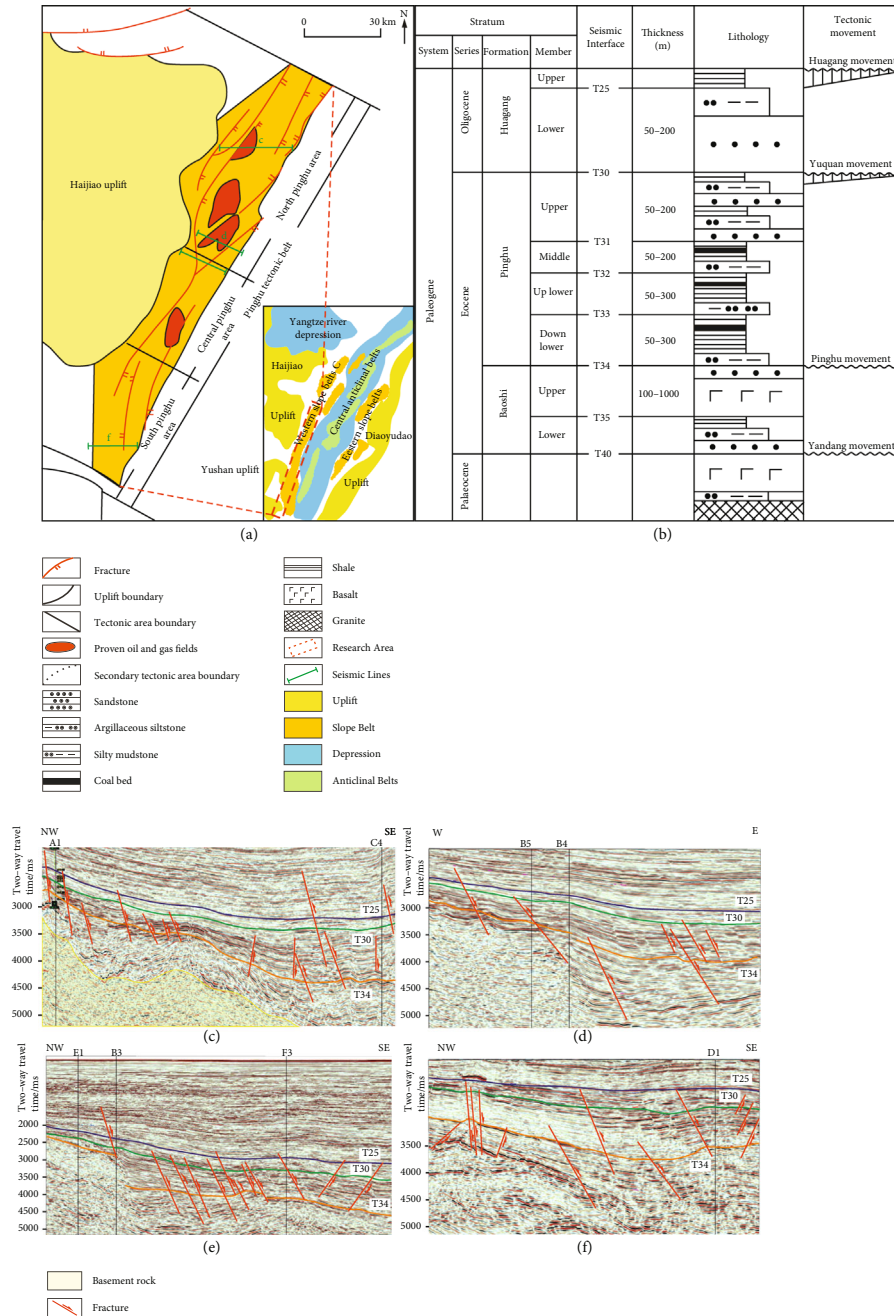 0
30 km
N
Haijiao uplift
c
North pinghu area
Pinghu tectonic belt
Central pinghu
area
South pinghu
area
f
Yangtze river
depression
Haijiao
Uplift
Western slope belts C
Central anticlinal belts
Eestern slope belts
Diaoyudao
Uplift
Yushan uplift
(a)
Stratum
System
Series
Formation
Member
Seismic
Interface
Thickness
(m)
Lithology
Tectonic
movement
Huagang movement
Paleogene
Oligocene
Huagang
Upper
T25
Lower
50–200
T30
Yuquan movement
Eocene
Pinghu
Upper
50–200
T31
Middle
50–200
T32
Up lower
50–300
T33
Down
lower
50–300
T34
Pinghu movement
Baoshi
Upper
100–1000
T35
Lower
T40
Yandang movement
Palaeocene
(b)
Fracture
Uplift boundary
Tectonic area boundary
Proven oil and gas fields
Secondary tectonic area boundary
Sandstone
Argillaceous siltstone
Silty mudstone
Coal bed
Shale
Basalt
Granite
Research Area
Seismic Lines
Uplift
Slope Belt
Depression
Anticlinal Belts
NW
A1
SE
C4
Two–way travel
time/ms
3000
3500
4000
4500
5000
T25
T30
T34
(c)
W
B5
B4
E
Two–way travel
time/ms
3000
3500
4000
4500
5000
T25
T30
T34
(d)
NW
E1
B3
F3
SE
Two–way travel
time/ms
2000
2500
3000
3500
4000
5000
T25
T30
T34
(e)
NW
D1
SE
Two–way travel
time/ms
3500
4000
4500
5000
T25
T30
T34
(f)
Basement rock
Fracture